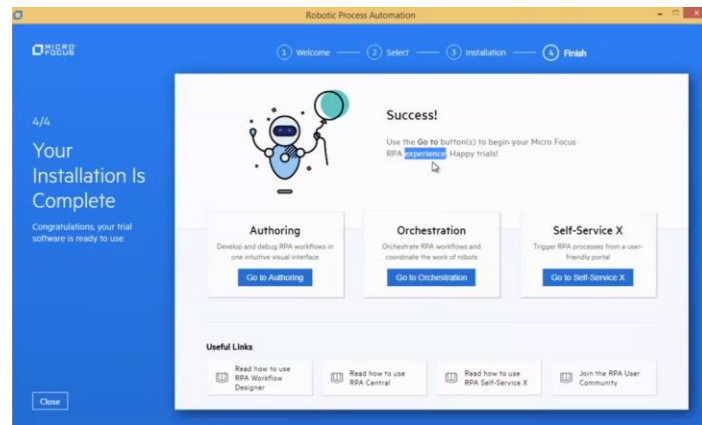 Robotic Process Automation
MICRO
FOCUS
1 Welcome
2 Select
3 Installation
4 Finish
4/4
Your
Installation Is
Complete
Congratulations, your trial
software is ready to use
Success!
Use the Go to button(s) to begin your Micro Focus
RPA experience. Happy trials!
Authoring
Develop and debug RPA workflows in
one intuitive visual interface
Go to Authoring
Orchestration
Orchestrate RPA workflows and
coordinate the work of robots
Go to Orchestration
Self-Service X
Trigger RPA processes from a user-
friendly portal
Go to Self-Service X
Useful Links
Read how to use
RPA Workflow
Designer
Read how to use
RPA Central
Read how to use
RPA Self-Service X
Join the RPA User
Community
Close